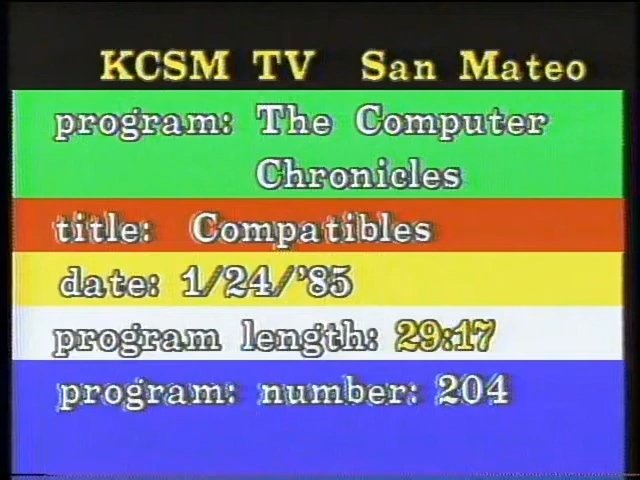 KCSM TV San Mateo
program: The Computer
Chronicles
title: Compatibles
date: 1/24/'85
program length: 29:17
program: number: 204